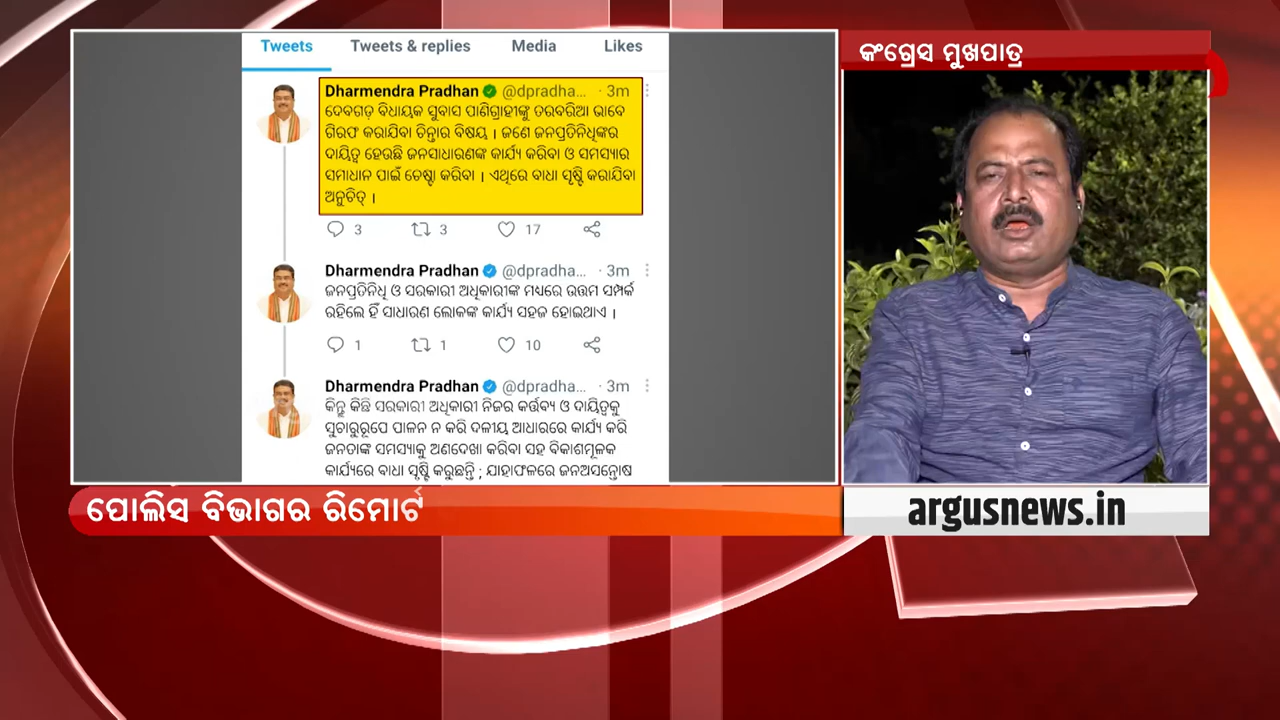 Tweets Tweets & replies Media Likes
Dharmendra Pradhan @dpradha... · 3m
ଦେବଗଡ଼ ବିଧାୟକ ସୁବାସ ପାଣିଗ୍ରାହୀଙ୍କୁ ତରବରିଆ ଭାବେ
ଗିରଫ କରାଯିବା ଚିନ୍ତାର ବିଷୟ । ଜଣେ ଜନପ୍ରତିନିଧିଙ୍କର
ଦାୟିତ୍ୱ ହେଉଛି ଜନସାଧାରଣଙ୍କ କାର୍ଯ୍ୟ କରିବା ଓ ସମସ୍ୟାର
ସମାଧାନ ପାଇଁ ଚେଷ୍ଟା କରିବା । ଏଥିରେ ବାଧା ସୃଷ୍ଟି କରାଯିବା
ଅନୁଚିତ୍ ।
3 3 17
Dharmendra Pradhan @dpradha... · 3m
ଜନପ୍ରତିନିଧି ଓ ସରକାରୀ ଅଧିକାରୀଙ୍କ ମଧ୍ୟରେ ଉତ୍ତମ ସମ୍ପର୍କ
ରହିଲେ ହିଁ ସାଧାରଣ ଲୋକଙ୍କ କାର୍ଯ୍ୟ ସହଜ ହୋଇଥାଏ ।
1 1 10
Dharmendra Pradhan @dpradha... · 3m
କିନ୍ତୁ କିଛି ସରକାରୀ ଅଧିକାରୀ ନିଜର କର୍ତ୍ତବ୍ୟ ଓ ଦାୟିତ୍ୱକୁ
ସୁଚାରୁରୂପେ ପାଳନ ନ କରି ଦଳୀୟ ଆଧାରରେ କାର୍ଯ୍ୟ କରି
ଜନତାଙ୍କ ସମସ୍ୟାକୁ ଅଣଦେଖା କରିବା ସହ ବିକାଶମୂଳକ
କାର୍ଯ୍ୟରେ ବାଧା ସୃଷ୍ଟି କରୁଛନ୍ତି ; ଯାହାଫଳରେ ଜନଅସନ୍ତୋଷ
କଂଗ୍ରେସ ମୁଖପାତ୍ର
ପୋଲିସ ବିଭାଗର ରିମୋଟ
argusnews.in